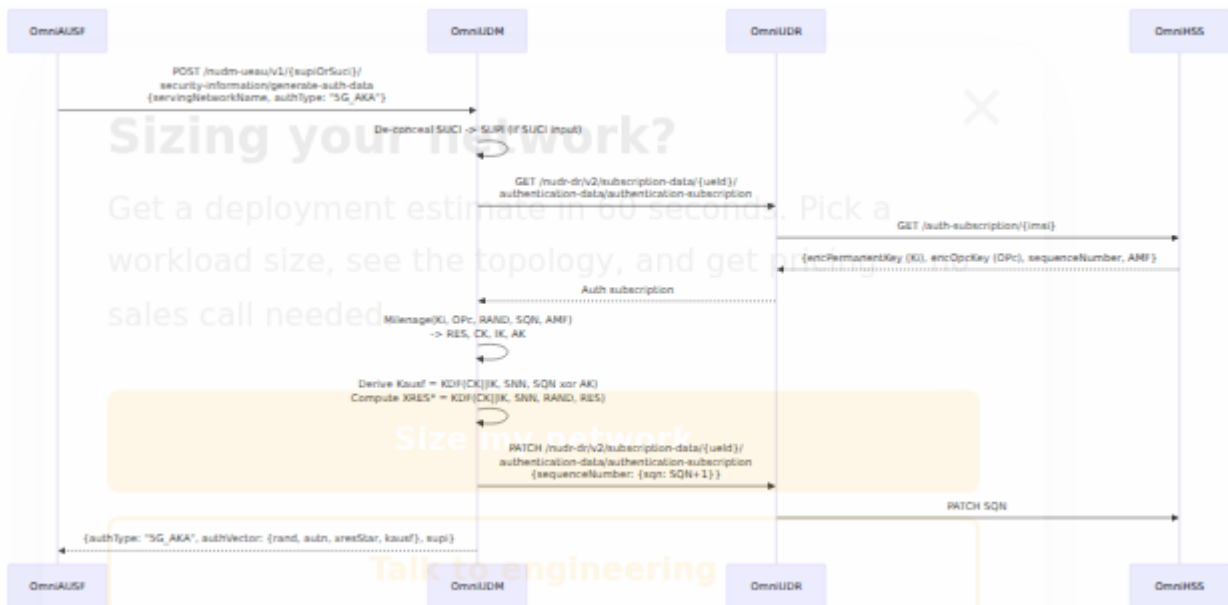 OmniAUSF OmniUDM OmniUDR OmniHSS
POST /nudm-ueau/v1/{supiOrSuci}/
security-information/generate-auth-data
{servingNetworkName, authType: "5G_AKA"}
Sizing your network?
×
De-conceal SUCI -> SUPI (if SUCI input)
GET /nudr-dr/v2/subscription-data/{ueId}/
authentication-data/authentication-subscription
Get a deployment estimate in 60 seconds. Pick a
GET /auth-subscription/{imsi}
workload size, see the topology, and get pricing — no
{encPermanentKey (Ki), encOpcKey (OPc), sequenceNumber, AMF}
Auth subscription
sales call needed.
Milenage(Ki, OPc, RAND, SQN, AMF)
-> RES, CK, IK, AK
Derive Kausf = KDF(CK||IK, SNN, SQN xor AK)
Compute XRES* = KDF(CK||IK, SNN, RAND, RES)
Size my network
PATCH /nudr-dr/v2/subscription-data/{ueId}/
authentication-data/authentication-subscription
{sequenceNumber: {sqn: SQN+1}}
PATCH SQN
{authType: "5G_AKA", authVector: {rand, autn, xresStar, kausf}, supi}
Talk to engineering
OmniAUSF OmniUDM OmniUDR OmniHSS